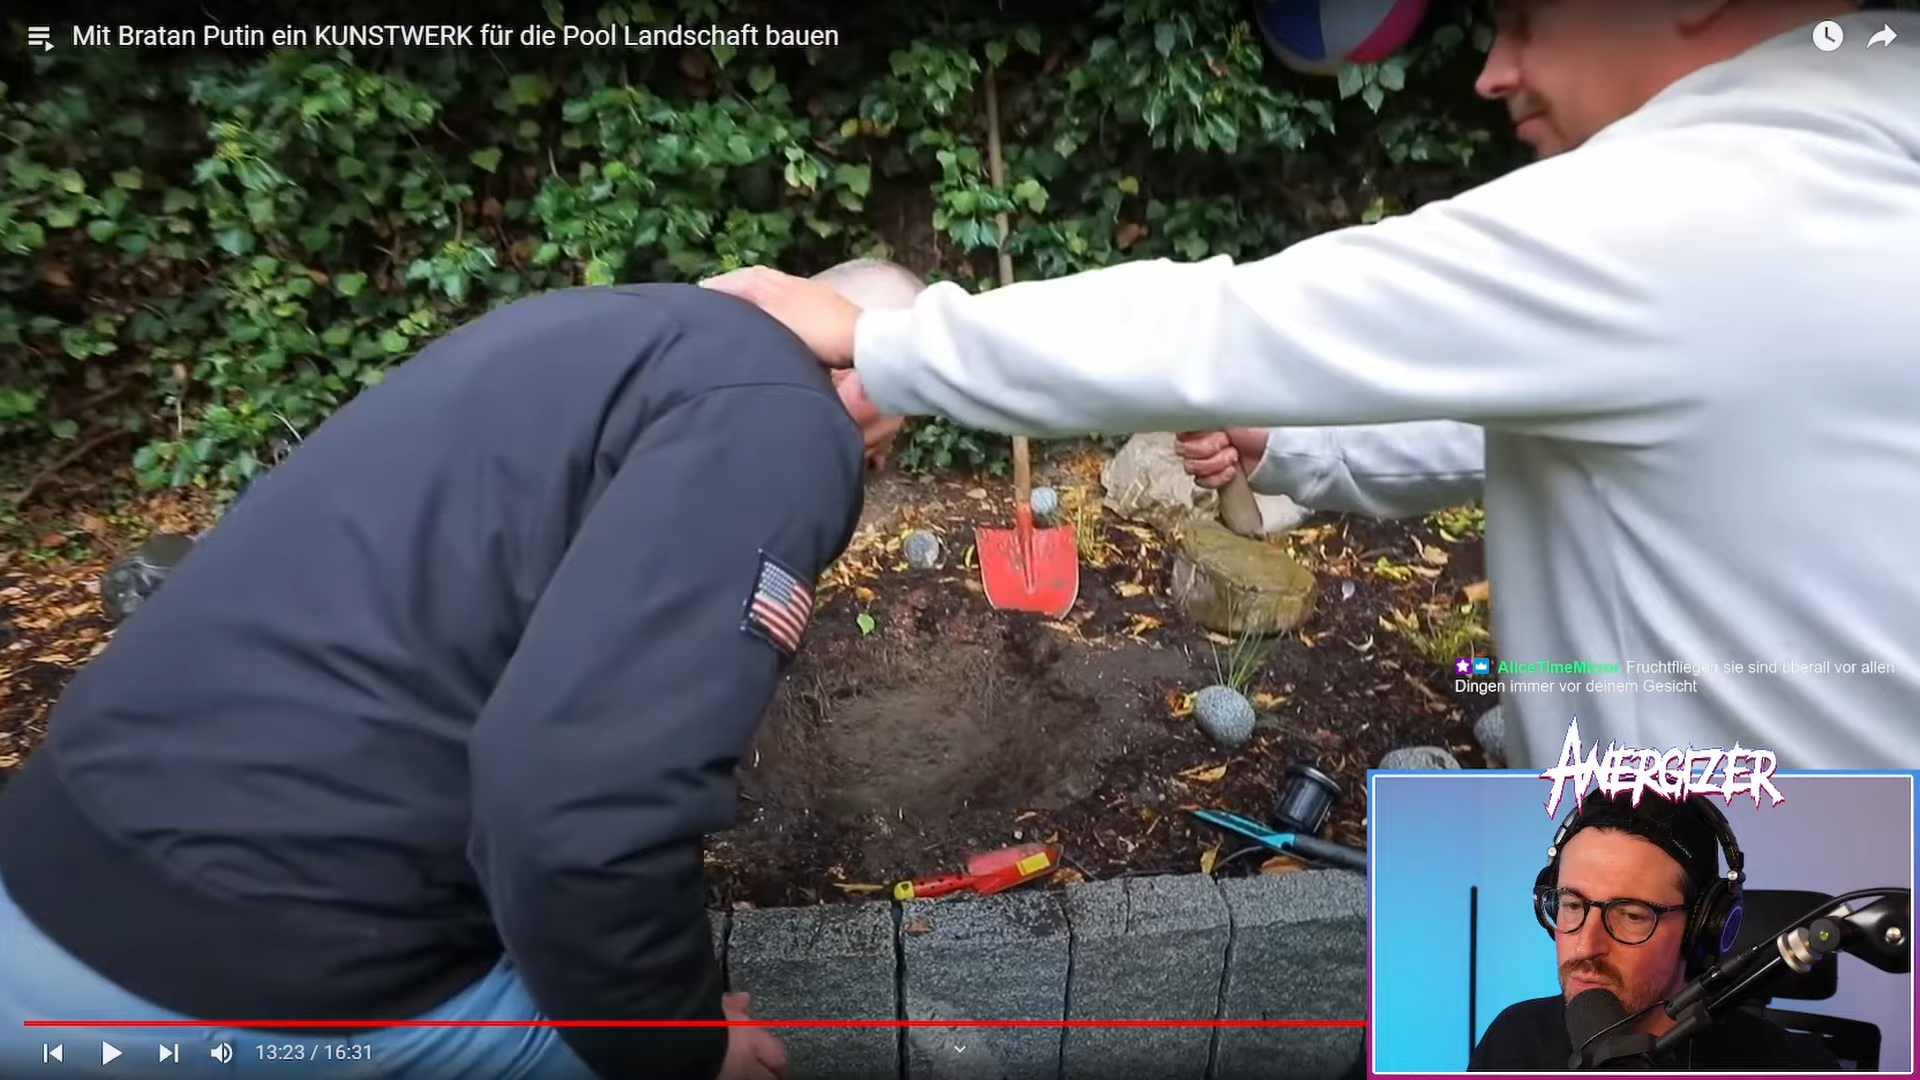 Mit Bratan Putin ein KUNSTWERK für die Pool Landschaft bauen
AliceTimeMirror Fruchtfliegen sie sind überall vor allen
Dingen immer vor deinem Gesicht
ANERGIZER
13:23 / 16:31